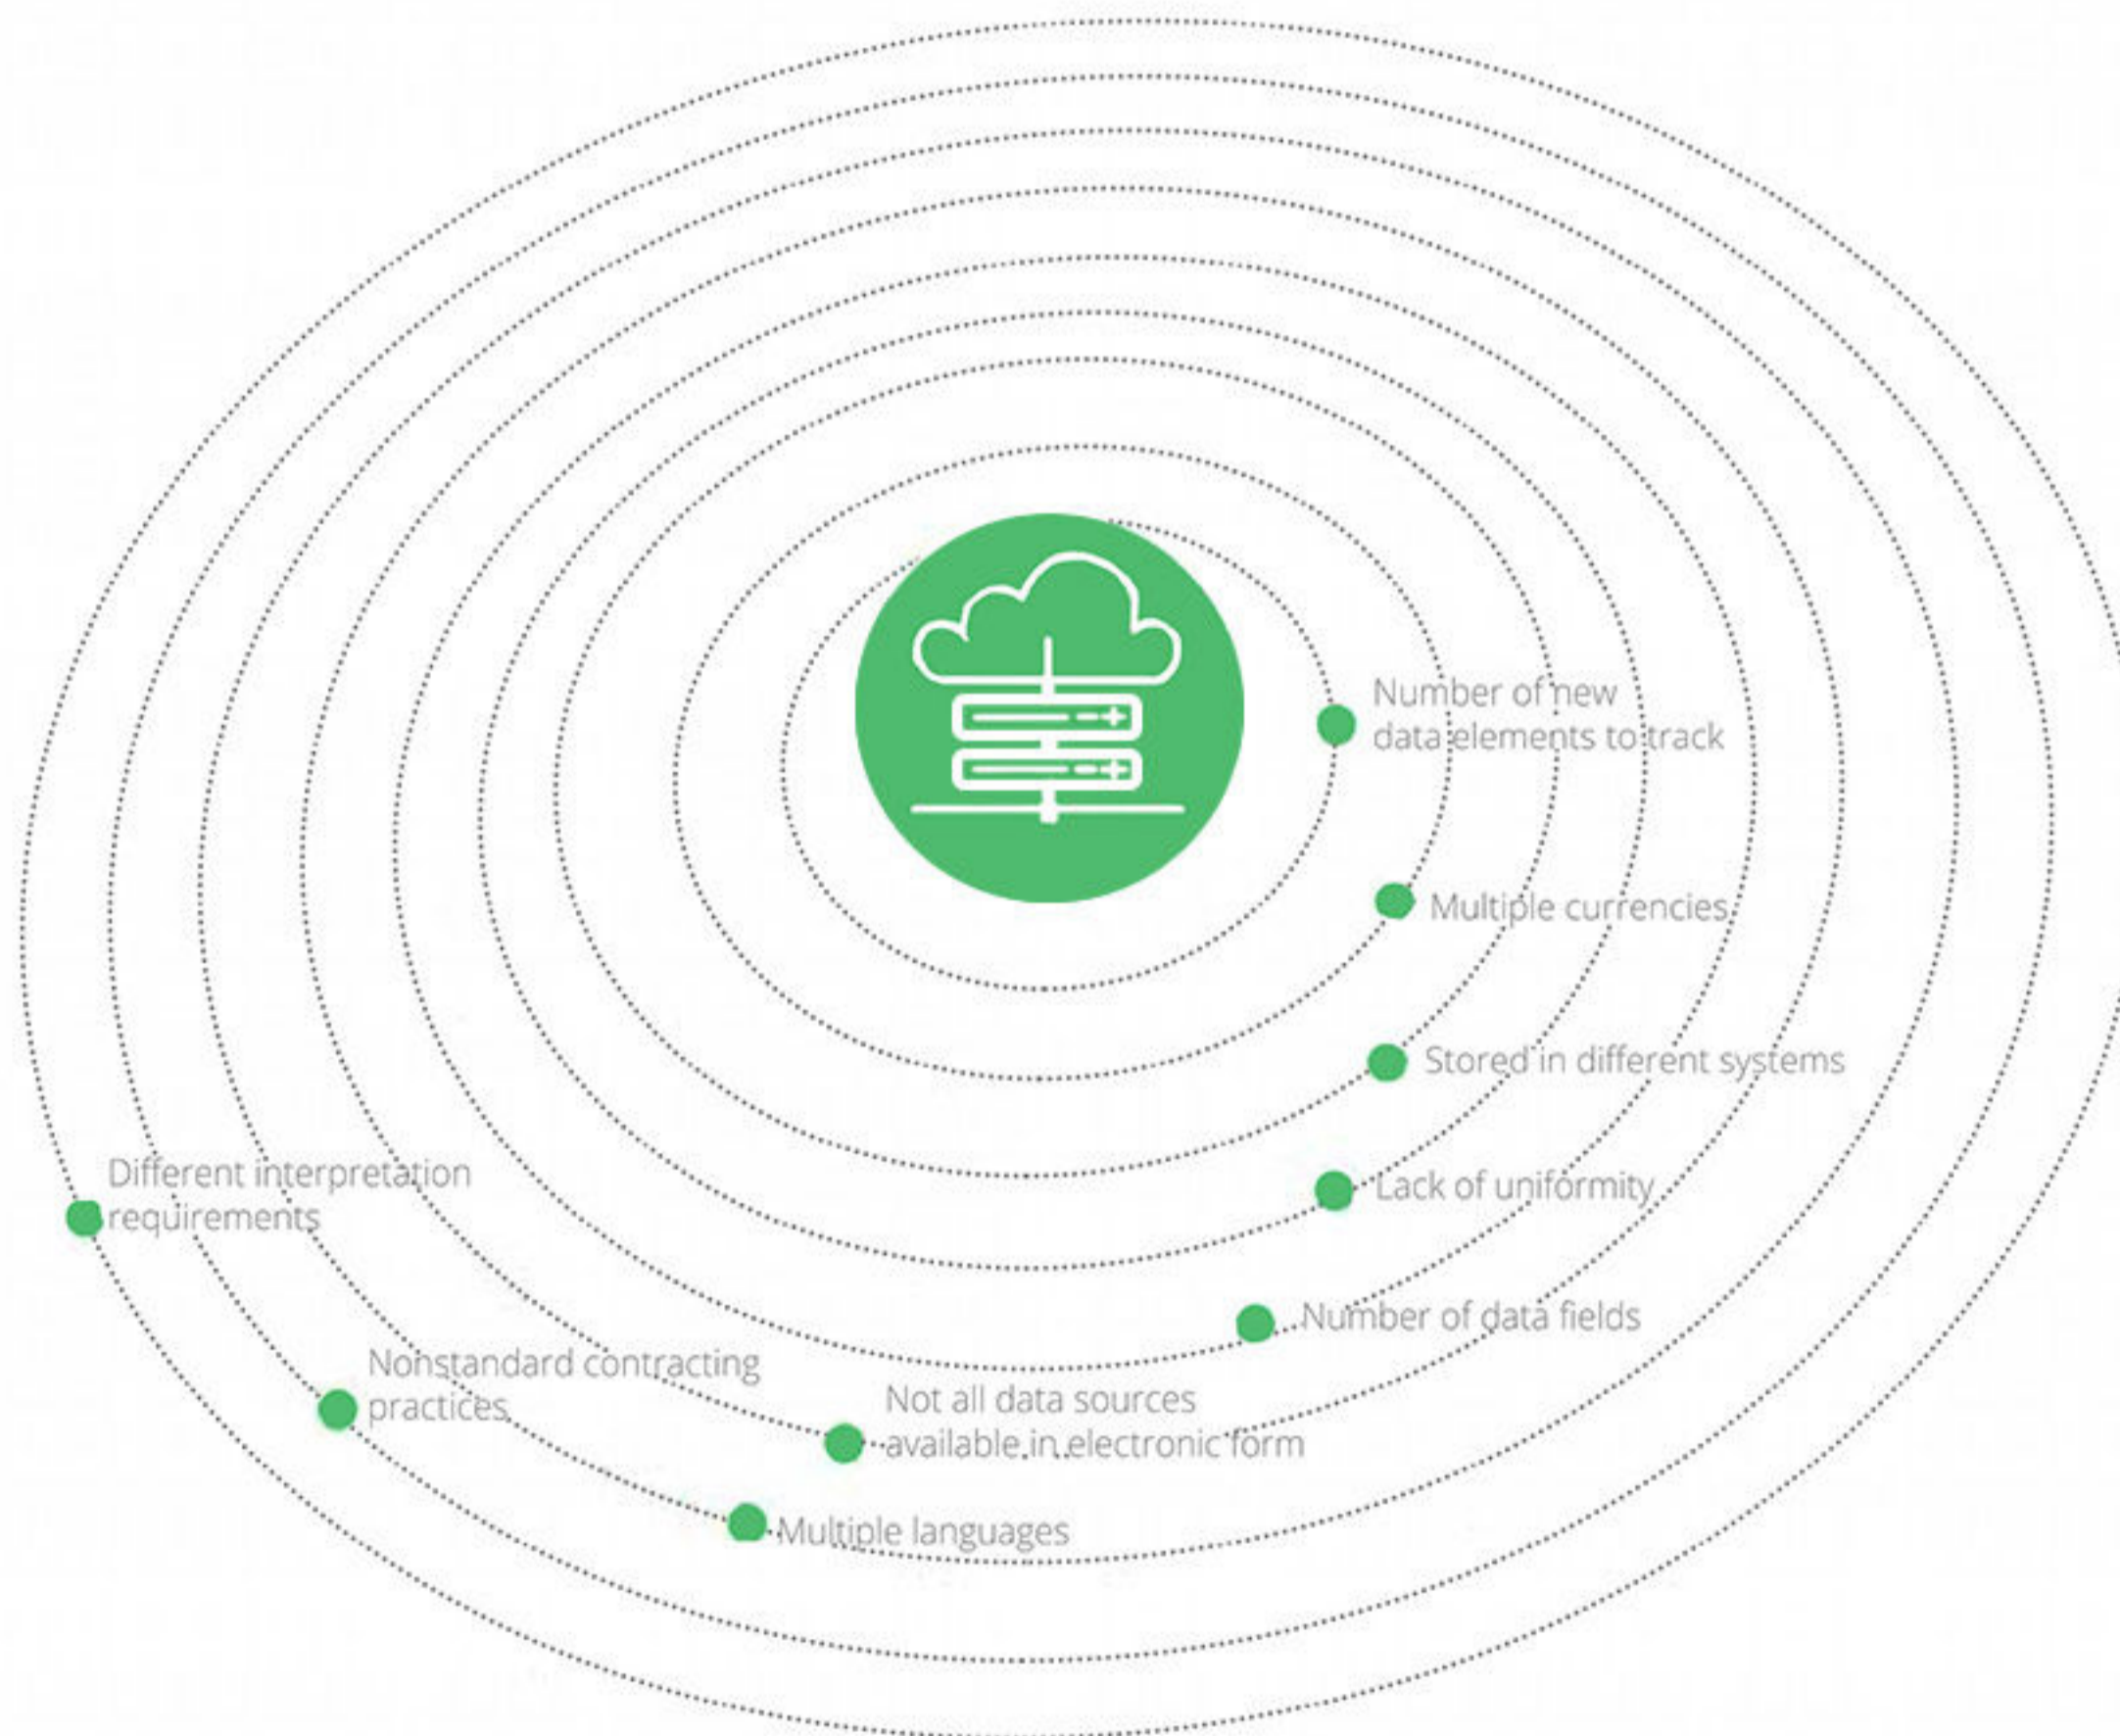 Number of new
data elements to track
Multiple currencies
Stored in different systems
Lack of uniformity
Number of data fields
Not all data sources
available in electronic form
Multiple languages
Nonstandard contracting
practices
Different interpretation
requirements